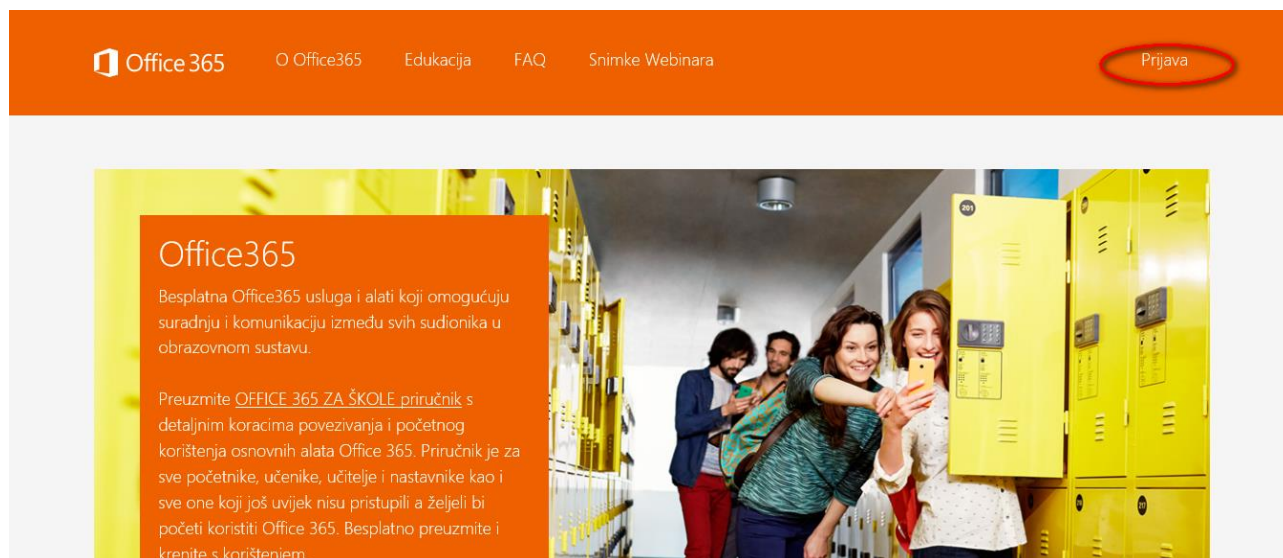 Office 365 O Office365 Edukacija FAQ Snimke Webinara Prijava
Office365
Besplatna Office365 usluga i alati koji omogućuju
suradnju i komunikaciju između svih sudionika u
obrazovnom sustavu.
Preuzmite OFFICE 365 ZA ŠKOLE priručnik s
detaljnim koracima povezivanja i početnog
korištenja osnovnih alata Office 365. Priručnik je za
sve početnike, učenike, učitelje i nastavnike kao i
sve one koji još uvijek nisu pristupili a željeli bi
početi koristiti Office 365. Besplatno preuzmite i
krenite s korištenjem
201